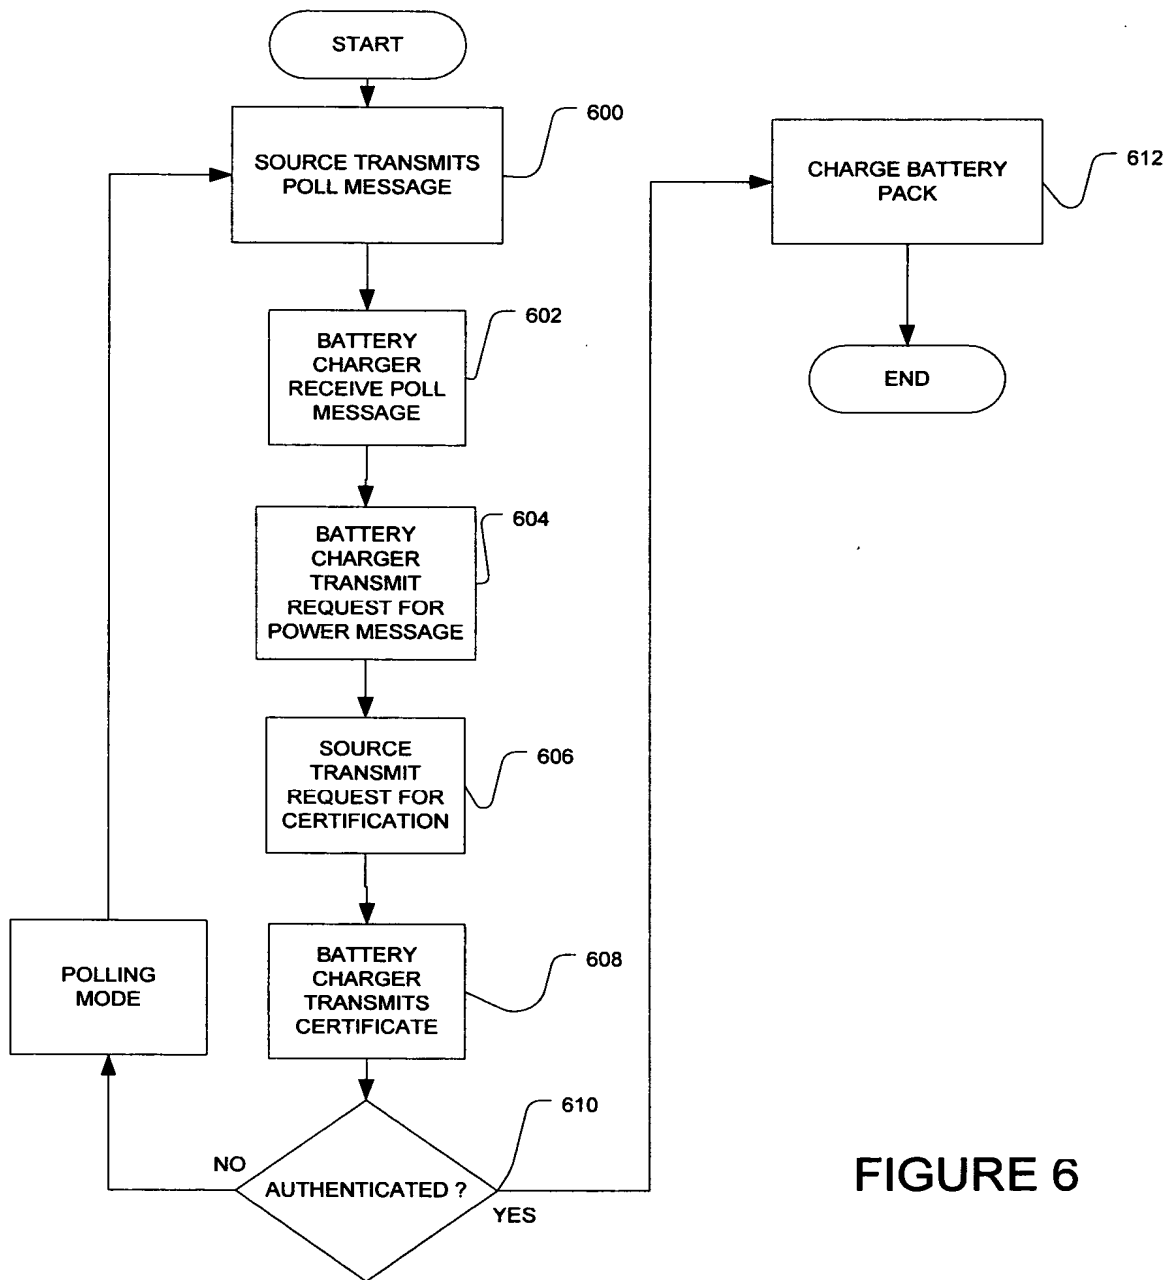 START
600
SOURCE TRANSMITS
POLL MESSAGE
602
BATTERY
CHARGER
RECEIVE POLL
MESSAGE
604
BATTERY
CHARGER
TRANSMIT
REQUEST FOR
POWER MESSAGE
606
SOURCE
TRANSMIT
REQUEST FOR
CERTIFICATION
608
BATTERY
CHARGER
TRANSMITS
CERTIFICATE
POLLING
MODE
610
NO
AUTHENTICATED ?
YES
612
CHARGE BATTERY
PACK
END
FIGURE 6